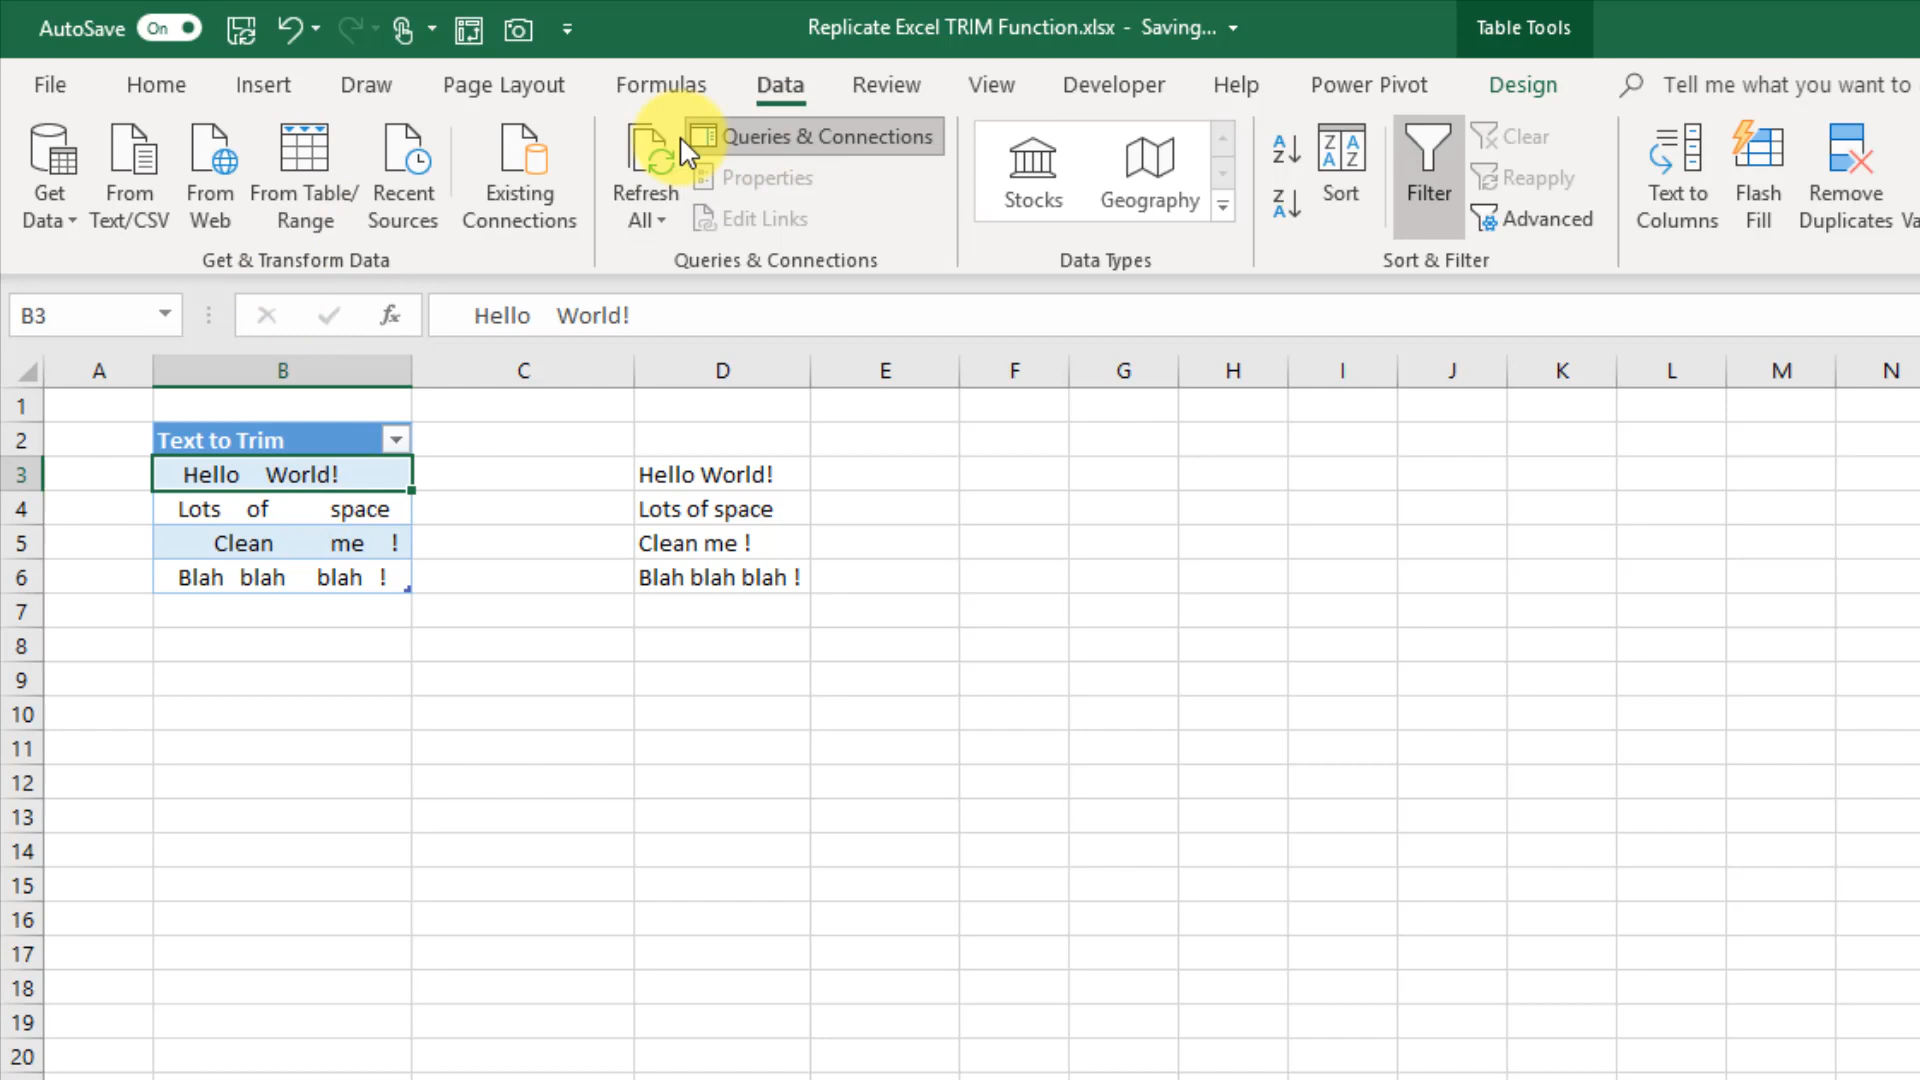 AutoSave On Replicate Excel TRIM Function.xlsx - Saving... Table Tools
File Home Insert Draw Page Layout Formulas Data Review View Developer Help Power Pivot Design Tell me what you want to
Get Data From Text/CSV From Web From Table/ Range Recent Sources Existing Connections
Get & Transform Data
Refresh All Queries & Connections
Properties
Edit Links
Queries & Connections
Stocks Geography
Data Types
Sort Filter Clear
Reapply
Advanced
Sort & Filter
Text to Columns Flash Fill Remove Duplicates
B3 fx Hello World!
A B C D E F G H I J K L M N
1
2 Text to Trim
3 Hello World! Hello World!
4 Lots of space Lots of space
5 Clean me ! Clean me !
6 Blah blah blah ! Blah blah blah !
7
8
9
10
11
12
13
14
15
16
17
18
19
20